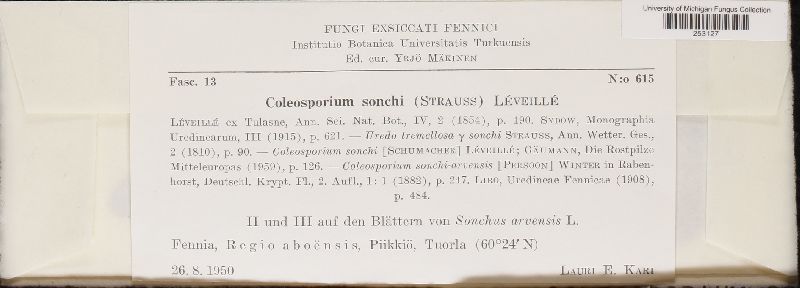 University of Michigan Fungus Collection
253127
FUNGI EXSICCATI FENNICI
Institutio Botanica Universitatis Turkuensis
Ed. cur. YRJÖ MÄKINEN
Fasc. 13 N:o 615
Coleosporium sonchi (STRAUSS) LÉVEILLÉ
LÉVEILLÉ ex Tulasne, Ann. Sci. Nat. Bot., IV, 2 (1854), p. 190. SYDOW, Monographia
Uredinearum, III (1915), p. 621. — Uredo tremellosa γ sonchi STRAUSS, Ann. Wetter. Ges.,
2 (1810), p. 90. — Coleosporium sonchi [SCHUMACHER] LÉVEILLÉ; GÄUMANN, Die Rostpilze
Mitteleuropas (1959), p. 126. — Coleosporium sonchi-arvensis [PERSOON] WINTER in Raben-
horst, Deutschl. Krypt. Fl., 2. Aufl., 1: 1 (1882), p. 247. LIRO, Uredineae Fennicae (1908),
p. 484.
II und III auf den Blättern von Sonchus arvensis L.
Fennia, Regio aboënsis, Piikkiö, Tuorla (60°24′ N)
26. 8. 1950 LAURI E. KARI